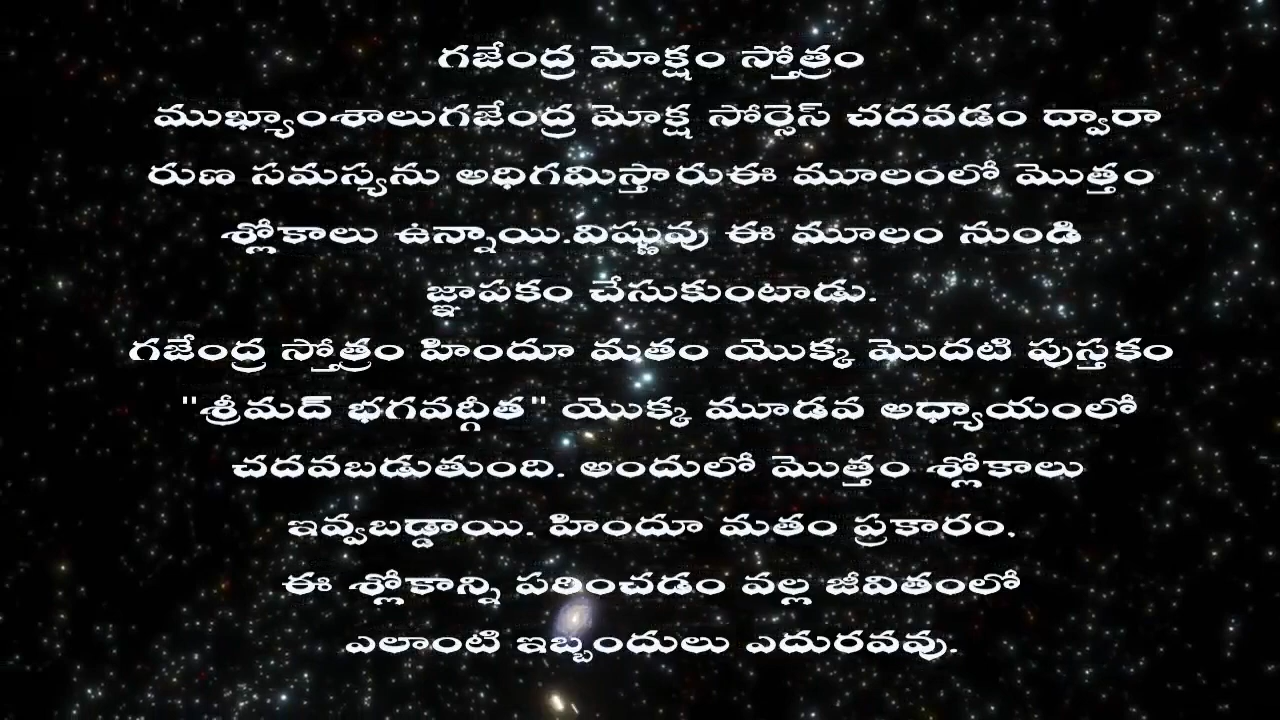 గజేంద్ర మోక్షం స్తోత్రం
ముఖ్యాంశాలుగజేంద్ర మోక్ష సోర్సెస్ చదవడం ద్వారా
రుణ సమస్యను అధిగమిస్తారుఈ మూలంలో మొత్తం
శ్లోకాలు ఉన్నాయి.విష్ణువు ఈ మూలం నుండి
జ్ఞాపకం చేసుకుంటాడు.
గజేంద్ర స్తోత్రం హిందూ మతం యొక్క మొదటి పుస్తకం
"శ్రీమద్ భగవద్గీత" యొక్క మూడవ అధ్యాయంలో
చదవబడుతుంది. అందులో మొత్తం శ్లోకాలు
ఇవ్వబడ్డాయి. హిందూ మతం ప్రకారం.
ఈ శ్లోకాన్ని పఠించడం వల్ల జీవితంలో
ఎలాంటి ఇబ్బందులు ఎదురవవు.